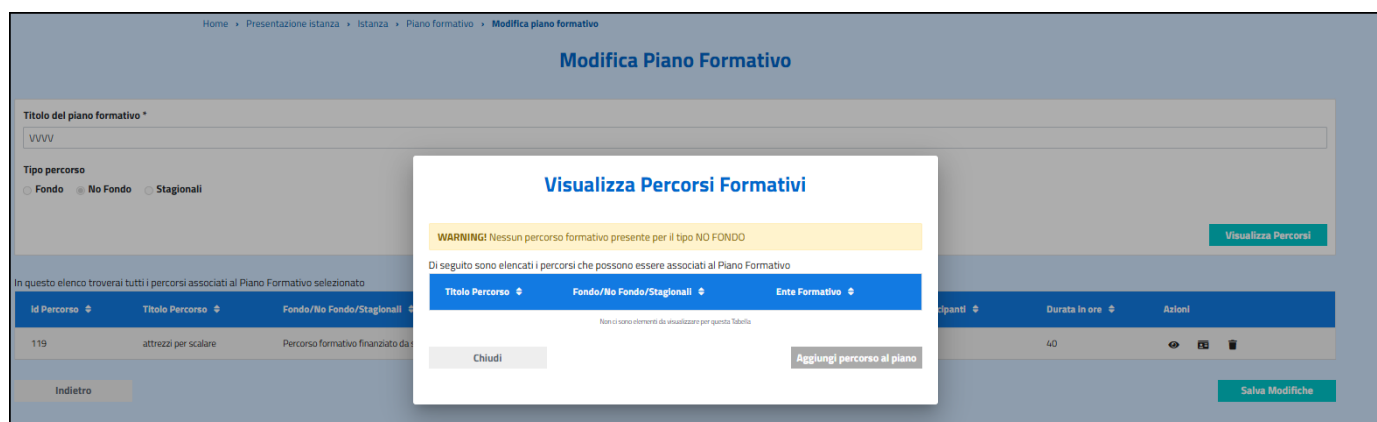 Home › Presentazione istanza › Istanza › Piano formativo › Modifica piano formativo
Modifica Piano Formativo
Titolo del piano formativo *
VVVV
Tipo percorso
Fondo No Fondo Stagionali
Visualizza Percorsi
Visualizza Percorsi Formativi
WARNING! Nessun percorso formativo presente per il tipo NO FONDO
Di seguito sono elencati i percorsi che possono essere associati al Piano Formativo
Titolo Percorso Fondo/No Fondo/Stagionali Ente Formativo
Non ci sono elementi da visualizzare per questa Tabella
Chiudi Aggiungi percorso al piano
In questo elenco troverai tutti i percorsi associati al Piano Formativo selezionato
Id Percorso Titolo Percorso Fondo/No Fondo/Stagionali cipanti Durata in ore Azioni
119 attrezzi per scalare Percorso formativo finanziato da s 40
Indietro Salva Modifiche